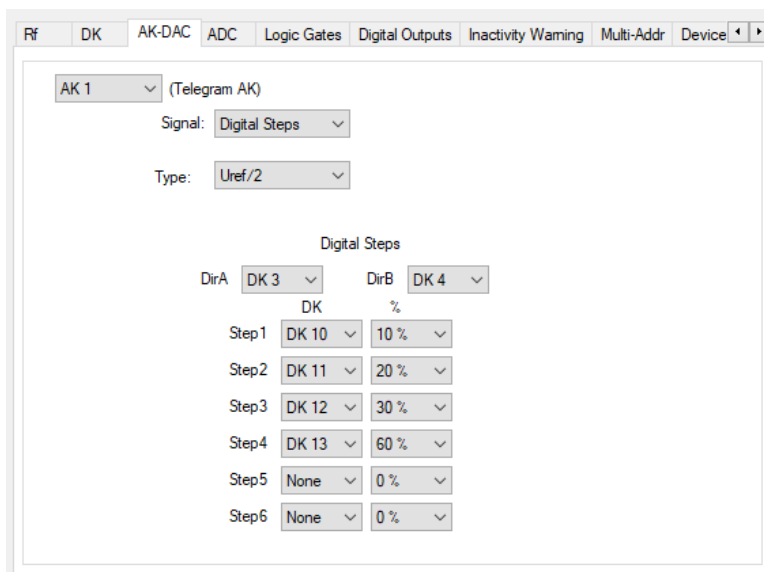 Rf DK AK-DAC ADC Logic Gates Digital Outputs Inactivity Warning Multi-Addr Device
AK 1 (Telegram AK)
Signal: Digital Steps
Type: Uref/2
Digital Steps
DirA DK 3 DirB DK 4
DK %
Step1 DK 10 10 %
Step2 DK 11 20 %
Step3 DK 12 30 %
Step4 DK 13 60 %
Step5 None 0 %
Step6 None 0 %